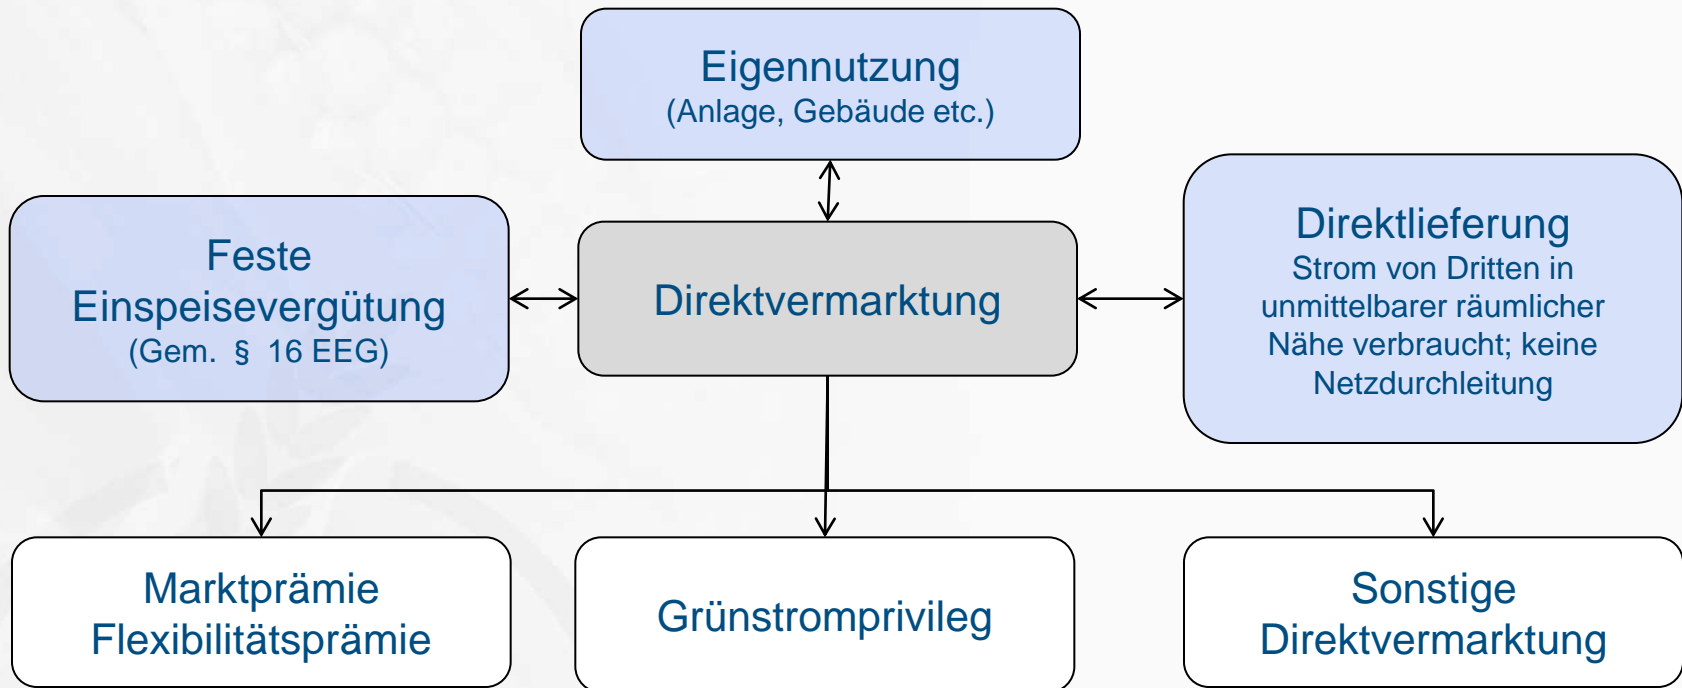 Eigennutzung
(Anlage, Gebäude etc.)
Feste
Einspeisevergütung
(Gem. § 16 EEG)
Direktvermarktung
Direktlieferung
Strom von Dritten in
unmittelbarer räumlicher
Nähe verbraucht; keine
Netzdurchleitung
Marktprämie
Flexibilitätsprämie
Grünstromprivileg
Sonstige
Direktvermarktung